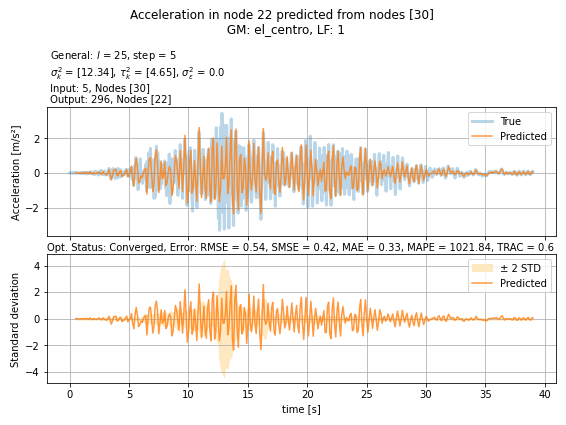 Acceleration in node 22 predicted from nodes [30]
GM: el_centro, LF: 1
General: l = 25, step = 5
σ²ₖ = [12.34], τ²ₖ = [4.65], σ²_ε = 0.0
Input: 5, Nodes [30]
Output: 296, Nodes [22]
Acceleration [m/s²]
2
0
−2
True
Predicted
Opt. Status: Converged, Error: RMSE = 0.54, SMSE = 0.42, MAE = 0.33, MAPE = 1021.84, TRAC = 0.6
Standard deviation
4
2
0
−2
−4
± 2 STD
Predicted
0 5 10 15 20 25 30 35 40
time [s]